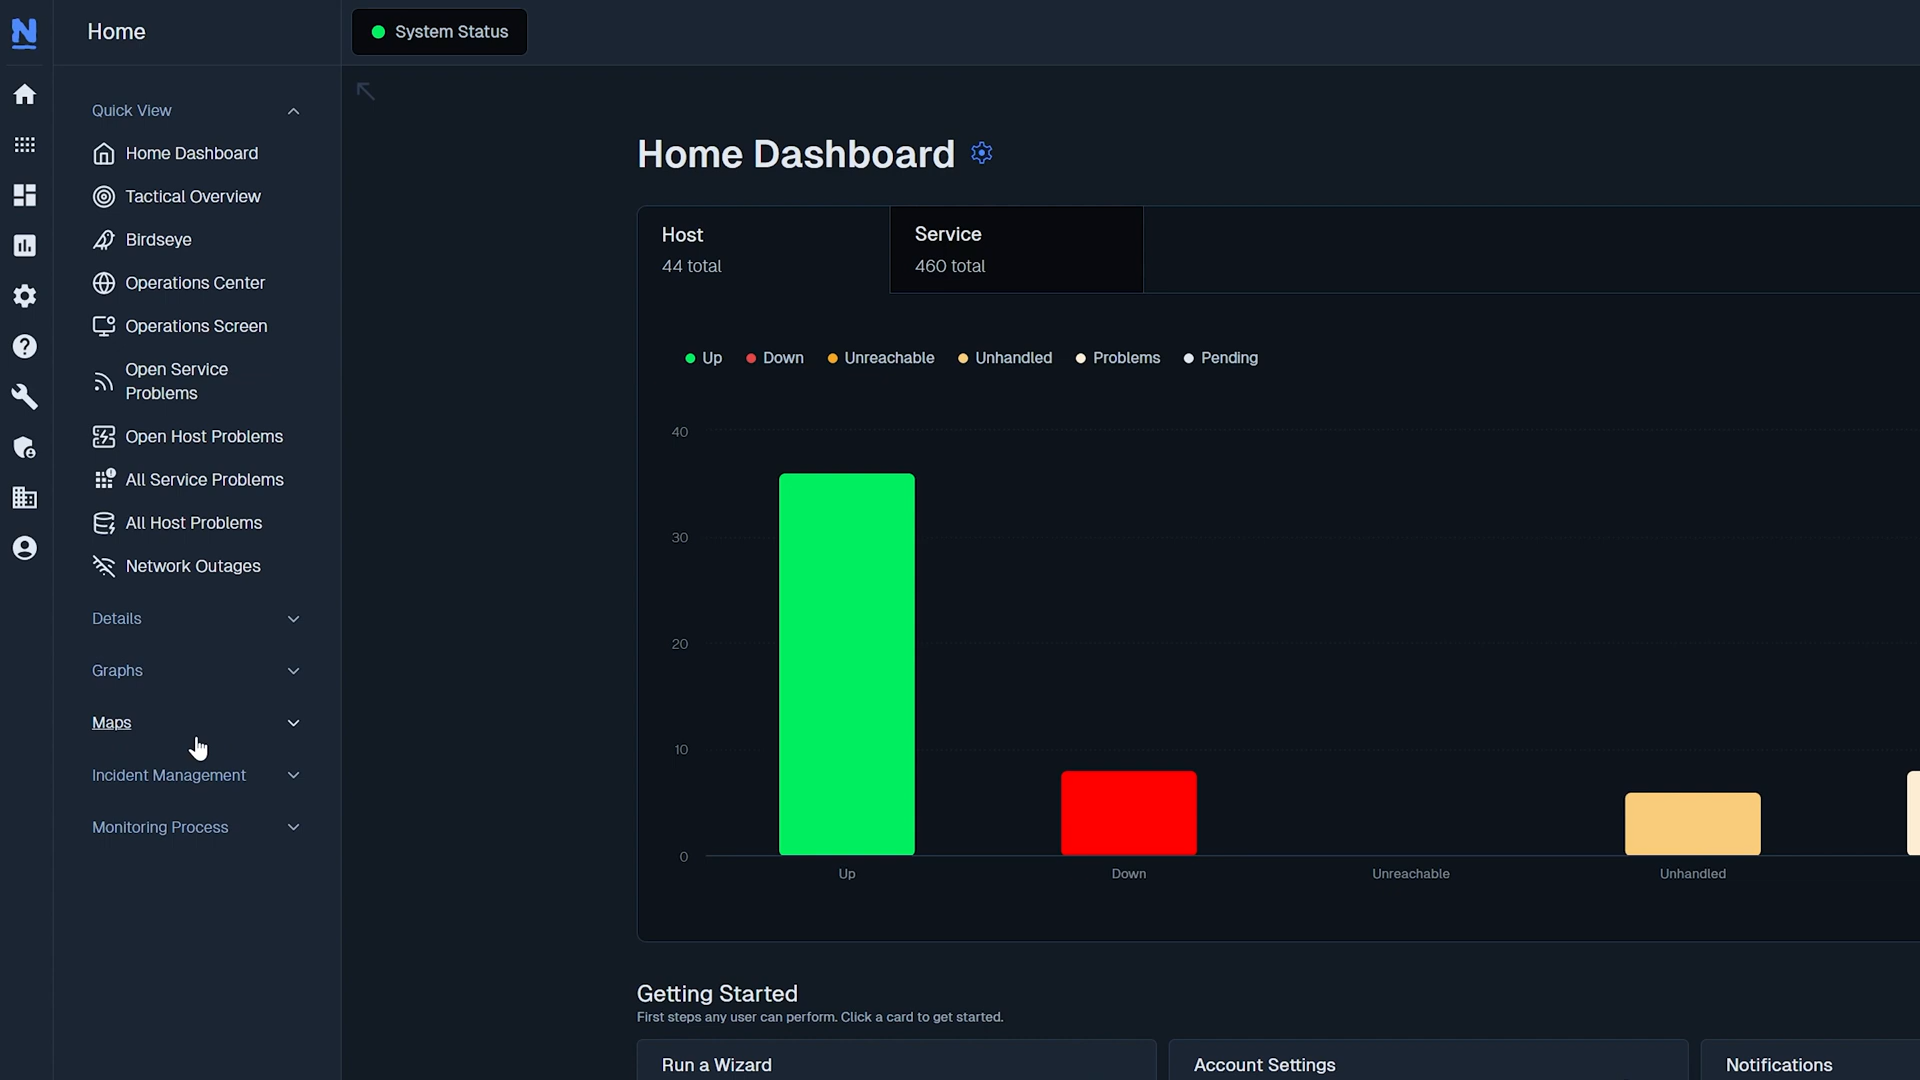 Home
System Status
Quick View
Home Dashboard
Tactical Overview
Birdseye
Operations Center
Operations Screen
Open Service
Problems
Open Host Problems
All Service Problems
All Host Problems
Network Outages
Details
Graphs
Maps
Incident Management
Monitoring Process
Home Dashboard
Host
44 total
Service
460 total
Up Down Unreachable Unhandled Problems Pending
40
30
20
10
0
Up Down Unreachable Unhandled
Getting Started
First steps any user can perform. Click a card to get started.
Run a Wizard
Account Settings
Notifications